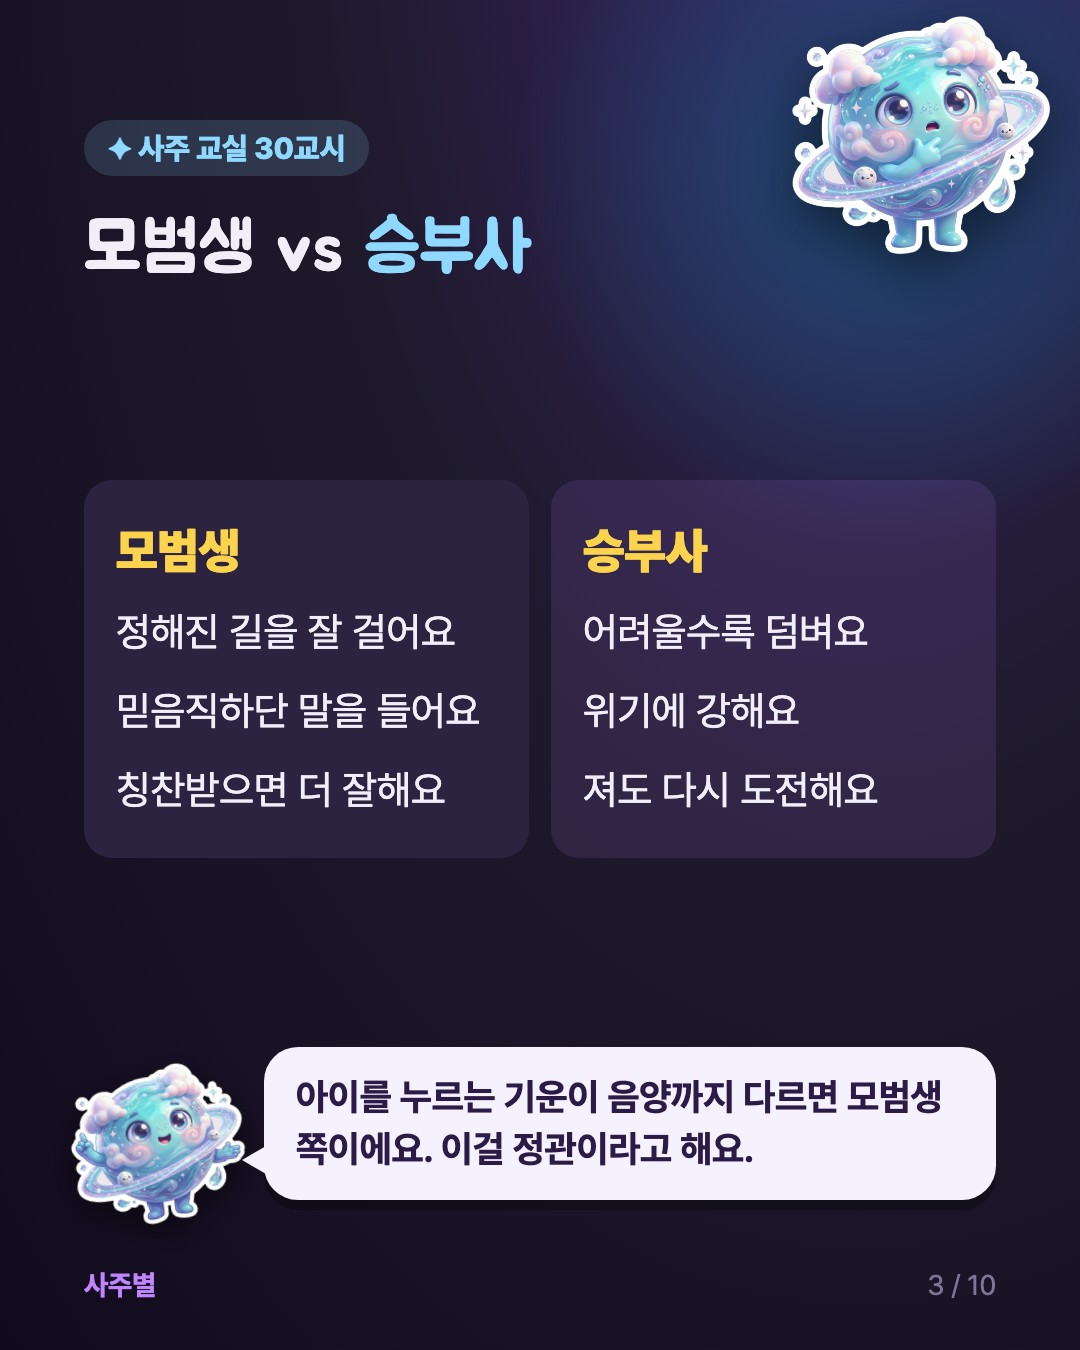 ✦ 사주 교실 30교시
모범생 vs 승부사
모범생
정해진 길을 잘 걸어요
믿음직하단 말을 들어요
칭찬받으면 더 잘해요
승부사
어려울수록 덤벼요
위기에 강해요
져도 다시 도전해요
아이를 누르는 기운이 음양까지 다르면 모범생
쪽이에요. 이걸 정관이라고 해요.
사주별
3 / 10